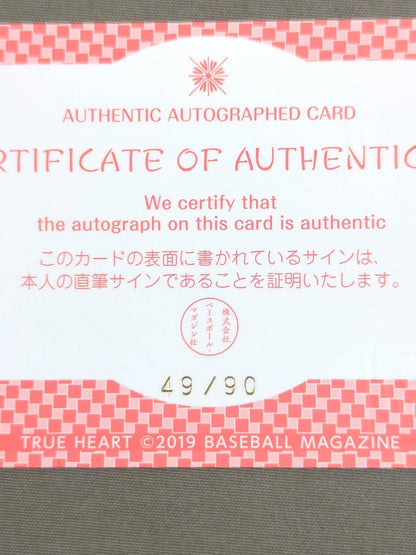 AUTHENTIC AUTOGRAPHED CARD
RTIFICATE OF AUTHENTIC
We certify that
the autograph on this card is authentic
このカードの表面に書かれているサインは、
本人の直筆サインであることを証明いたします。
株式会社
ベースボール・
マガジン社
49/90
TRUE HEART ©2019 BASEBALL MAGAZINE